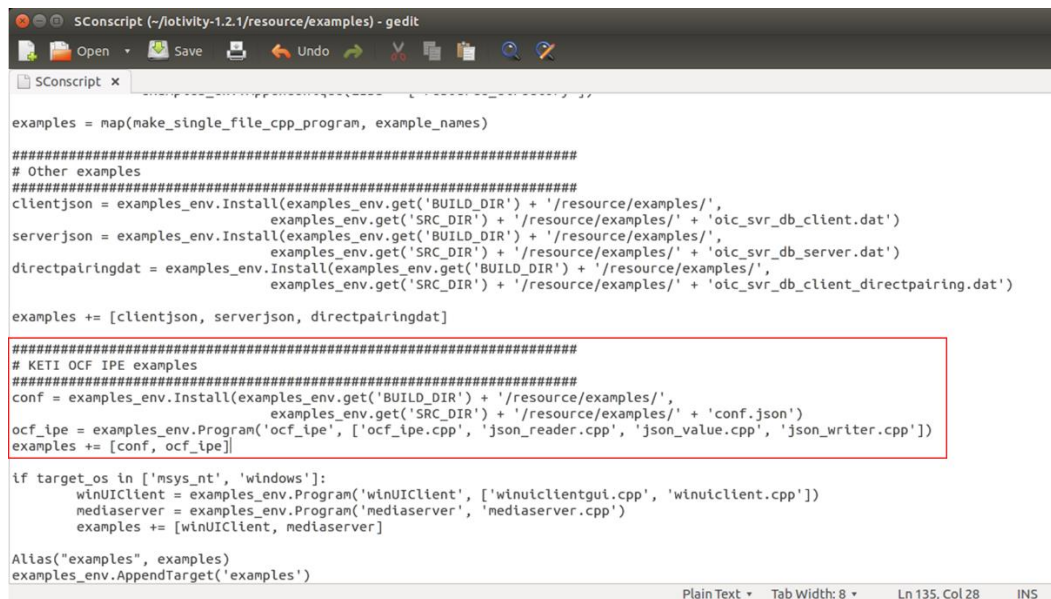 SConscript (~/iotivity-1.2.1/resource/examples) - gedit
Open Save Undo
SConscript ×
examples = map(make_single_file_cpp_program, example_names)
######################################################################
# Other examples
######################################################################
clientjson = examples_env.Install(examples_env.get('BUILD_DIR') + '/resource/examples/',
                                examples_env.get('SRC_DIR') + '/resource/examples/' + 'oic_svr_db_client.dat')
serverjson = examples_env.Install(examples_env.get('BUILD_DIR') + '/resource/examples/',
                                examples_env.get('SRC_DIR') + '/resource/examples/' + 'oic_svr_db_server.dat')
directpairingdat = examples_env.Install(examples_env.get('BUILD_DIR') + '/resource/examples/',
                                examples_env.get('SRC_DIR') + '/resource/examples/' + 'oic_svr_db_client_directpairing.dat')
examples += [clientjson, serverjson, directpairingdat]
######################################################################
# KETI OCF IPE examples
######################################################################
conf = examples_env.Install(examples_env.get('BUILD_DIR') + '/resource/examples/',
                                examples_env.get('SRC_DIR') + '/resource/examples/' + 'conf.json')
ocf_ipe = examples_env.Program('ocf_ipe', ['ocf_ipe.cpp', 'json_reader.cpp', 'json_value.cpp', 'json_writer.cpp'])
examples += [conf, ocf_ipe]
if target_os in ['msys_nt', 'windows']:
        winUIClient = examples_env.Program('winUIClient', ['winuiclientgui.cpp', 'winuiclient.cpp'])
        mediaserver = examples_env.Program('mediaserver', 'mediaserver.cpp')
        examples += [winUIClient, mediaserver]
Alias("examples", examples)
examples_env.AppendTarget('examples')
Plain Text Tab Width: 8 Ln 135, Col 28 INS